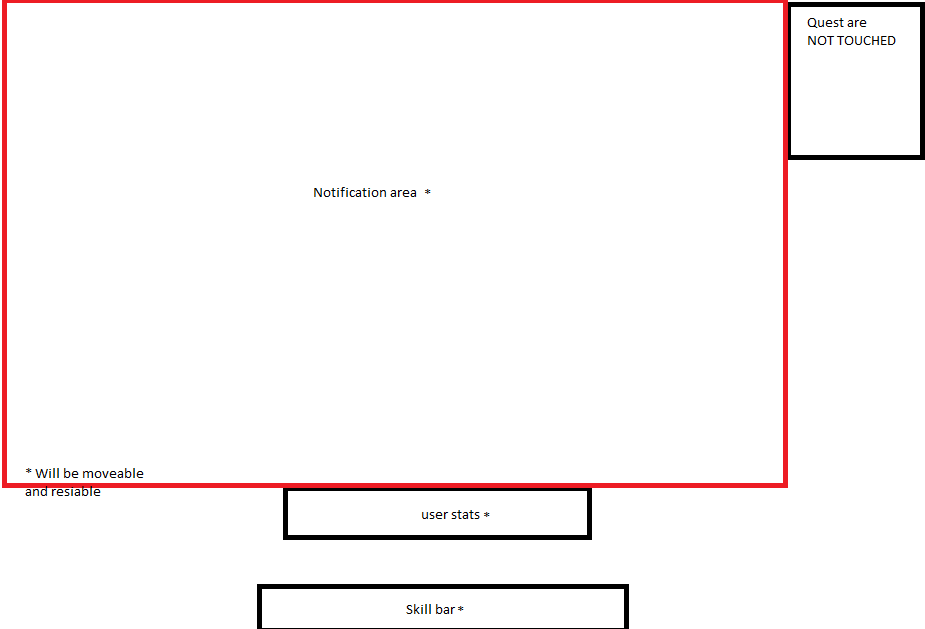 Quest are
NOT TOUCHED
Notification area *
* Will be moveable
and resiable
user stats *
Skill bar *